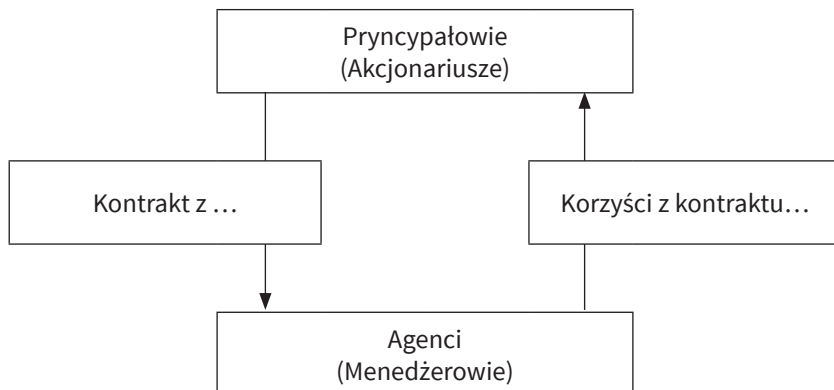 Pryncypałowie
(Akcjonariusze)
Kontrakt z …
Korzyści z kontraktu…
Agenci
(Menedżerowie)